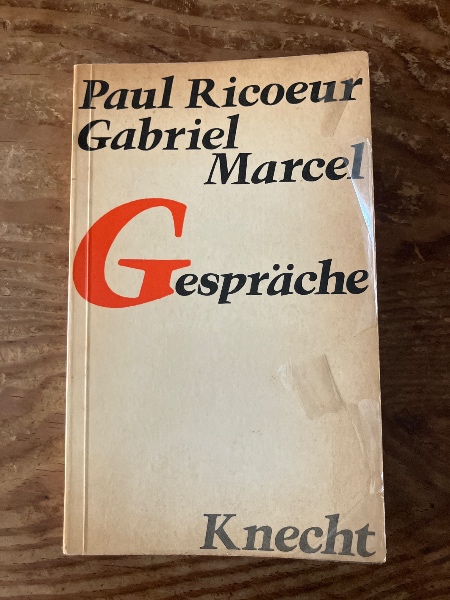 Paul Ricoeur
Gabriel
Marcel
Gespräche
Knecht